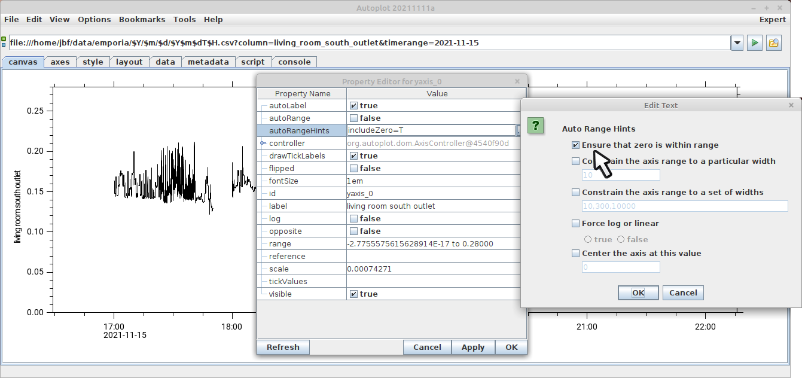 Autoplot 20211111a
File Edit View Options Bookmarks Tools Help Expert
file:///home/jbf/data/emporia/$Y/$m/$d/$Y$m$dT$H.csv?column=living_room_south_outlet&timerange=2021-11-15
canvas axes style layout data metadata script console
Property Editor for yaxis_0
Property Name Value
autoLabel true
autoRange false
autoRangeHints includeZero=T
controller org.autoplot.dom.AxisController@4540f90d
drawTickLabels true
flipped false
fontSize 1em
id yaxis_0
label living room south outlet
log false
opposite false
range -2.7755575615628914E-17 to 0.28000
reference
scale 0.00074271
tickValues
visible true
Refresh Cancel Apply OK
Edit Text
Auto Range Hints
Ensure that zero is within range
Constrain the axis range to a particular width
Constrain the axis range to a set of widths
10,300,10000
Force log or linear
true false
Center the axis at this value
0
OK Cancel
living room south outlet
0.25
0.20
0.15
0.10
0.05
0.00
17:00 18:00 21:00 22:00
2021-11-15